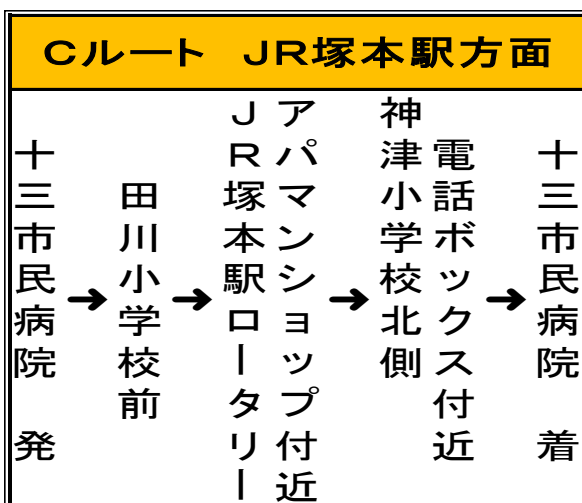 Cルート JR塚本駅方面
十三市民病院 発
→
田川小学校前
→
JR塚本駅ロータリー
アパマンショップ付近
→
神津小学校北側
電話ボックス付近
→
十三市民病院 着